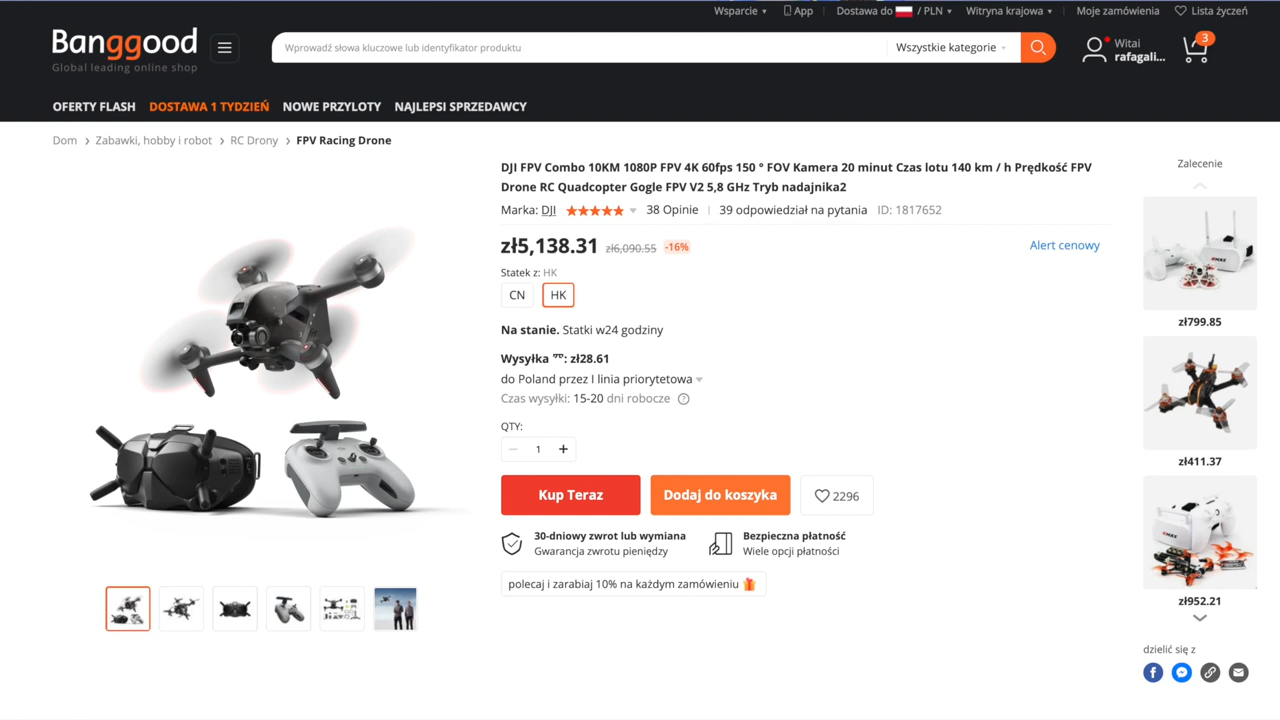 Wsparcie
App
Dostawa do / PLN
Witryna krajowa
Moje zamówienia
Lista życzeń
Banggood
Global leading online shop
Wprowadź słowa kluczowe lub identyfikator produktu
Wszystkie kategorie
Witai
rafagali...
3
OFERTY FLASH
DOSTAWA 1 TYDZIEŃ
NOWE PRZYLOTY
NAJLEPSI SPRZEDAWCY
Dom > Zabawki, hobby i robot > RC Drony > FPV Racing Drone
DJI FPV Combo 10KM 1080P FPV 4K 60fps 150 ° FOV Kamera 20 minut Czas lotu 140 km / h Prędkość FPV
Drone RC Quadcopter Gogle FPV V2 5,8 GHz Tryb nadajnika2
Marka: DJI 38 Opinie | 39 odpowiedział na pytania ID: 1817652
zł5,138.31 zł6,090.55 -16%
Alert cenowy
Statek z: HK
CN
HK
Na stanie. Statki w24 godziny
Wysyłka : zł28.61
do Poland przez I linia priorytetowa
Czas wysyłki: 15-20 dni robocze ?
QTY:
− 1 +
Kup Teraz
Dodaj do koszyka
2296
30-dniowy zwrot lub wymiana
Gwarancja zwrotu pieniędzy
Bezpieczna płatność
Wiele opcji płatności
polecaj i zarabiaj 10% na każdym zamówieniu
Zalecenie
zł799.85
zł411.37
zł952.21
dzielić się z